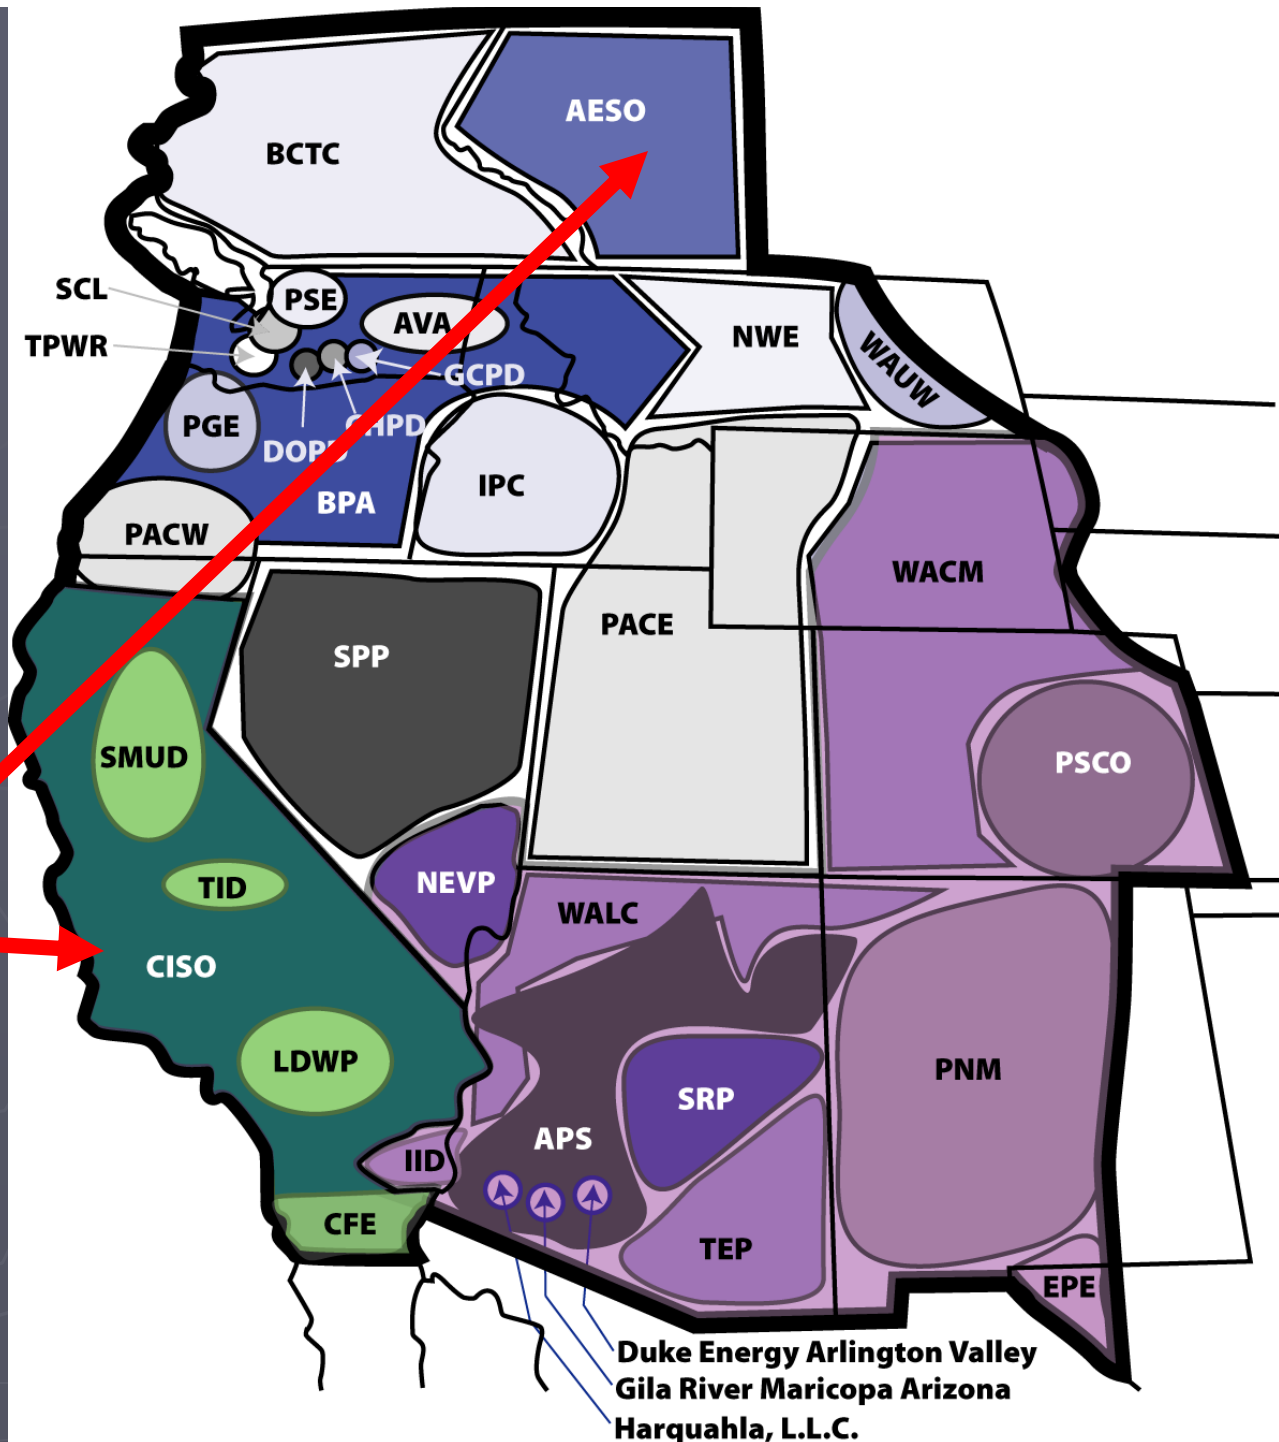 AESO
BCTC
SCL
PSE
AVA
NWE
TPWR
WAUW
GCPD
PGE
CHPD
DOPD
IPC
BPA
PACW
WACM
PACE
SPP
SMUD
PSCO
NEVP
TID
WALC
CISO
LDWP
PNM
SRP
APS
IID
CFE
TEP
EPE
Duke Energy Arlington Valley
Gila River Maricopa Arizona
Harquahla, L.L.C.